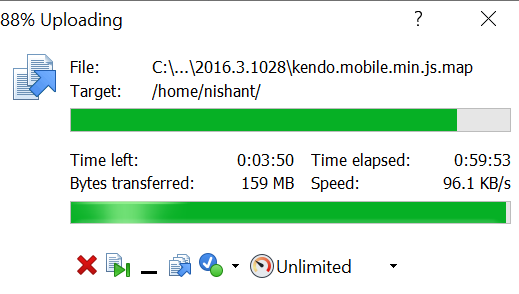 88% Uploading ?
File: C:\...\2016.3.1028\kendo.mobile.min.js.map
Target: /home/nishant/
Time left: 0:03:50 Time elapsed: 0:59:53
Bytes transferred: 159 MB Speed: 96.1 KB/s
Unlimited